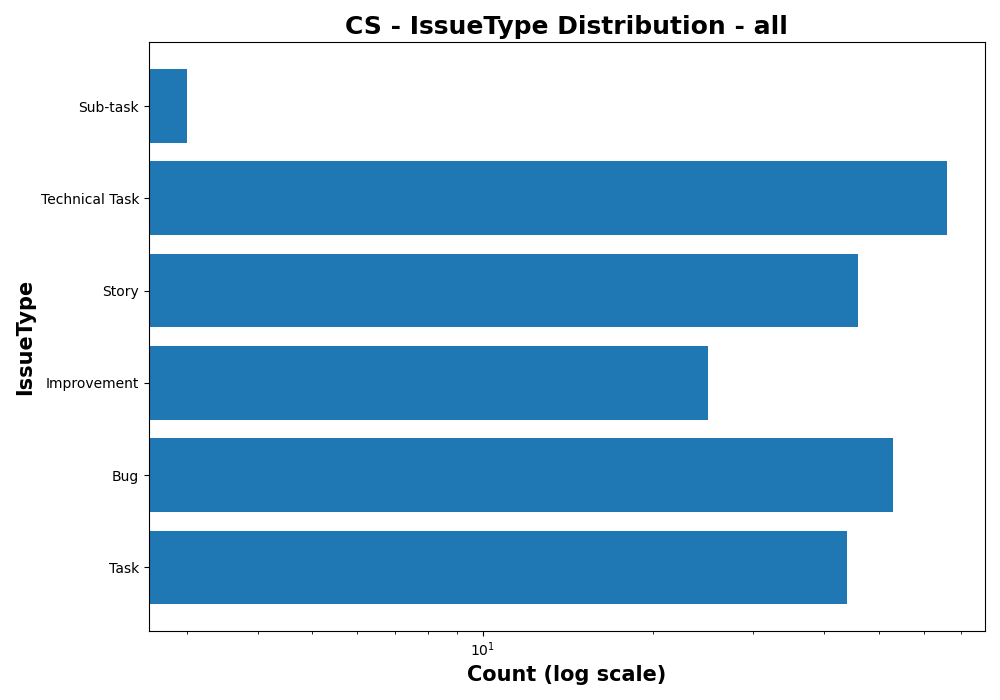 CS - IssueType Distribution - all
Sub-task
Technical Task
Story
Improvement
Bug
Task
IssueType
10¹
Count (log scale)